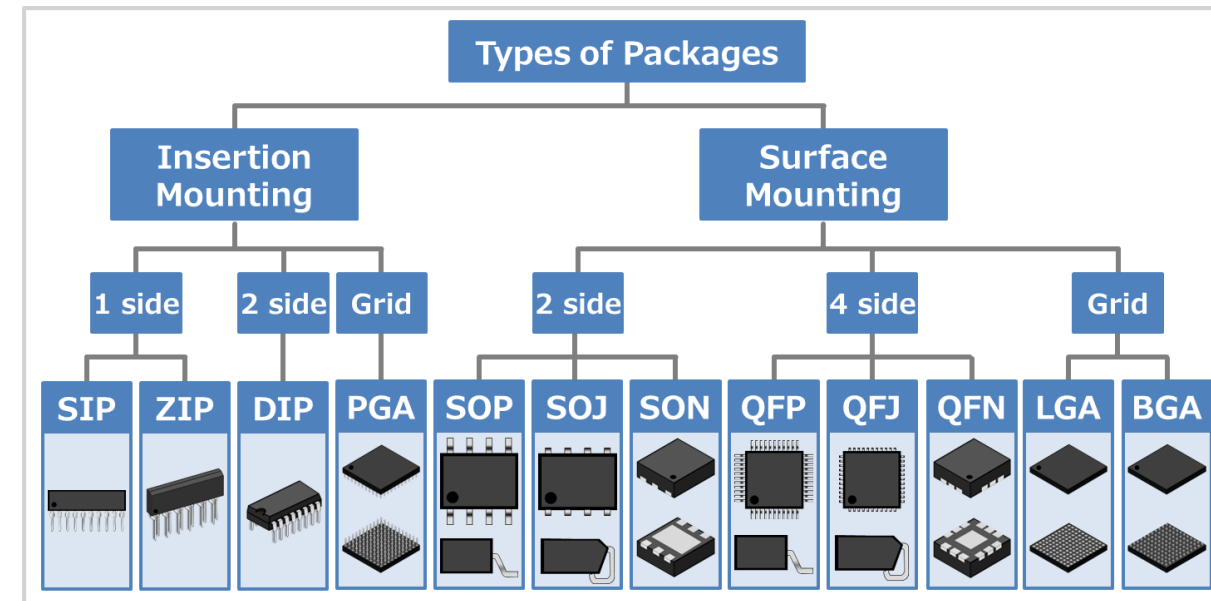 Types of Packages
Insertion
Mounting
Surface
Mounting
1 side
2 side
Grid
2 side
4 side
Grid
SIP
ZIP
DIP
PGA
SOP
SOJ
SON
QFP
QFJ
QFN
LGA
BGA